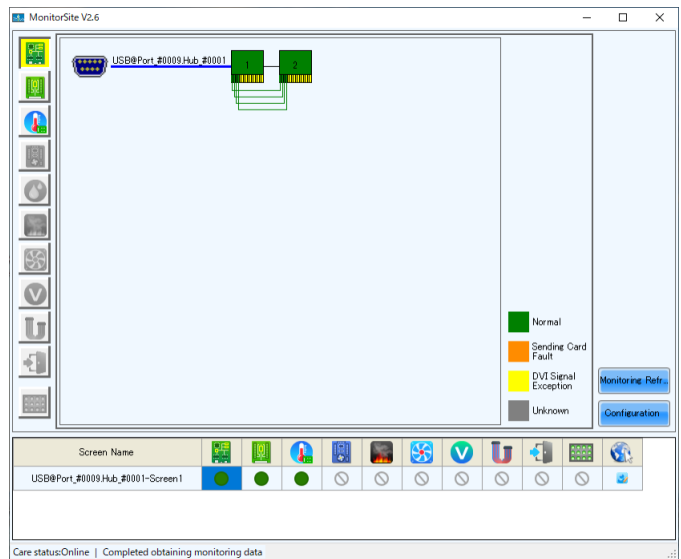 MonitorSite V2.6
USB@Port_#0009.Hub_#0001
1
2
Normal
Sending Card
Fault
DVI Signal
Exception
Unknown
Monitoring Refr...
Configuration
Screen Name
USB@Port_#0009.Hub_#0001-Screen1
Care status:Online | Completed obtaining monitoring data